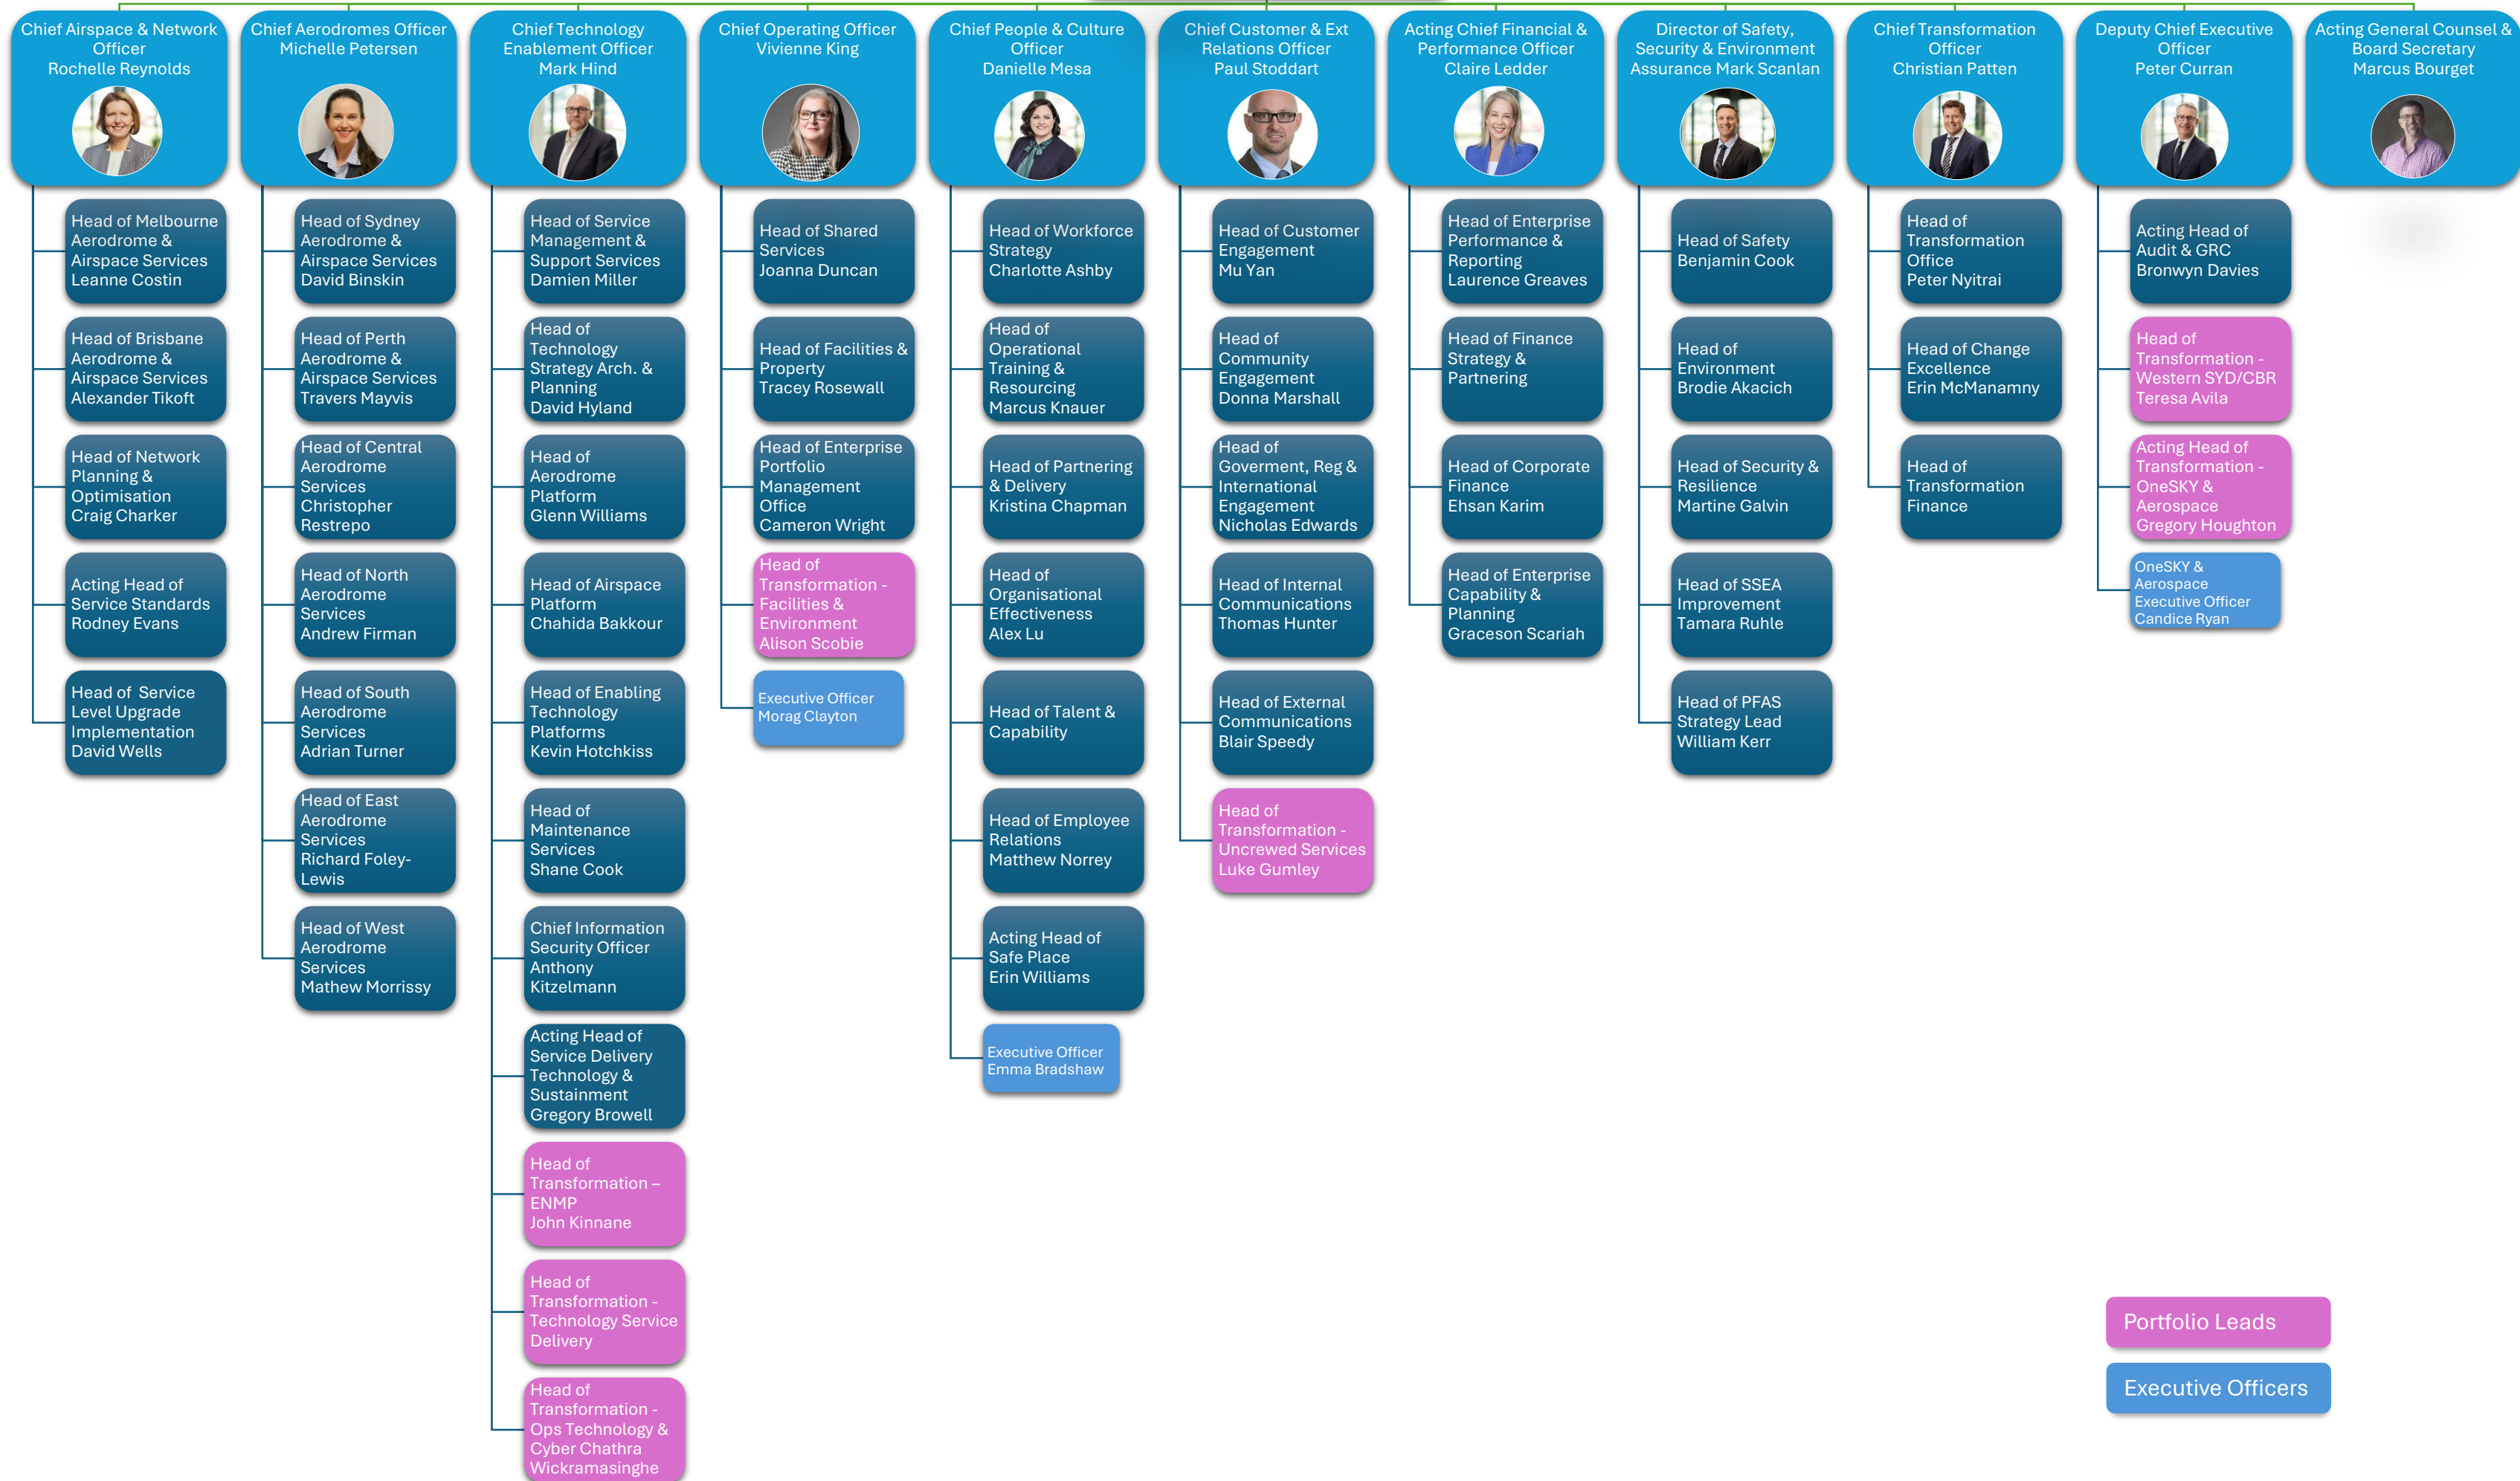 Chief Airspace & Network
Officer
Rochelle Reynolds
Chief Aerodromes Officer
Michelle Petersen
Chief Technology
Enablement Officer
Mark Hind
Chief Operating Officer
Vivienne King
Chief People & Culture
Officer
Danielle Mesa
Chief Customer & Ext
Relations Officer
Paul Stoddart
Acting Chief Financial &
Performance Officer
Claire Ledder
Director of Safety,
Security & Environment
Assurance Mark Scanlan
Chief Transformation
Officer
Christian Patten
Deputy Chief Executive
Officer
Peter Curran
Acting General Counsel &
Board Secretary
Marcus Bourget
Head of Melbourne
Aerodrome &
Airspace Services
Leanne Costin
Head of Brisbane
Aerodrome &
Airspace Services
Alexander Tikoft
Head of Network
Planning &
Optimisation
Craig Charker
Acting Head of
Service Standards
Rodney Evans
Head of  Service
Level Upgrade
Implementation
David Wells
Head of Sydney
Aerodrome &
Airspace Services
David Binskin
Head of Perth
Aerodrome &
Airspace Services
Travers Mayvis
Head of Central
Aerodrome
Services
Christopher
Restrepo
Head of North
Aerodrome
Services
Andrew Firman
Head of South
Aerodrome
Services
Adrian Turner
Head of East
Aerodrome
Services
Richard Foley-
Lewis
Head of West
Aerodrome
Services
Mathew Morrissy
Head of Service
Management &
Support Services
Damien Miller
Head of
Technology
Strategy Arch. &
Planning
David Hyland
Head of
Aerodrome
Platform
Glenn Williams
Head of Airspace
Platform
Chahida Bakkour
Head of Enabling
Technology
Platforms
Kevin Hotchkiss
Head of
Maintenance
Services
Shane Cook
Chief Information
Security Officer
Anthony
Kitzelmann
Acting Head of
Service Delivery
Technology &
Sustainment
Gregory Browell
Head of
Transformation –
ENMP
John Kinnane
Head of
Transformation -
Technology Service
Delivery
Head of
Transformation -
Ops Technology &
Cyber Chathra
Wickramasinghe
Head of Shared
Services
Joanna Duncan
Head of Facilities &
Property
Tracey Rosewall
Head of Enterprise
Portfolio
Management
Office
Cameron Wright
Head of
Transformation -
Facilities &
Environment
Alison Scobie
Executive Officer
Morag Clayton
Head of Workforce
Strategy
Charlotte Ashby
Head of
Operational
Training &
Resourcing
Marcus Knauer
Head of Partnering
& Delivery
Kristina Chapman
Head of
Organisational
Effectiveness
Alex Lu
Head of Talent &
Capability
Head of Employee
Relations
Matthew Norrey
Acting Head of
Safe Place
Erin Williams
Executive Officer
Emma Bradshaw
Head of Customer
Engagement
Mu Yan
Head of
Community
Engagement
Donna Marshall
Head of
Goverment, Reg &
International
Engagement
Nicholas Edwards
Head of Internal
Communications
Thomas Hunter
Head of External
Communications
Blair Speedy
Head of
Transformation -
Uncrewed Services
Luke Gumley
Head of Enterprise
Performance &
Reporting
Laurence Greaves
Head of Finance
Strategy &
Partnering
Head of Corporate
Finance
Ehsan Karim
Head of Enterprise
Capability &
Planning
Graceson Scariah
Head of Safety
Benjamin Cook
Head of
Environment
Brodie Akacich
Head of Security &
Resilience
Martine Galvin
Head of SSEA
Improvement
Tamara Ruhle
Head of PFAS
Strategy Lead
William Kerr
Head of
Transformation
Office
Peter Nyitrai
Head of Change
Excellence
Erin McManamny
Head of
Transformation
Finance
Acting Head of
Audit & GRC
Bronwyn Davies
Head of
Transformation -
Western SYD/CBR
Teresa Avila
Acting Head of
Transformation -
OneSKY &
Aerospace
Gregory Houghton
OneSKY &
Aerospace
Executive Officer
Candice Ryan
Portfolio Leads
Executive Officers